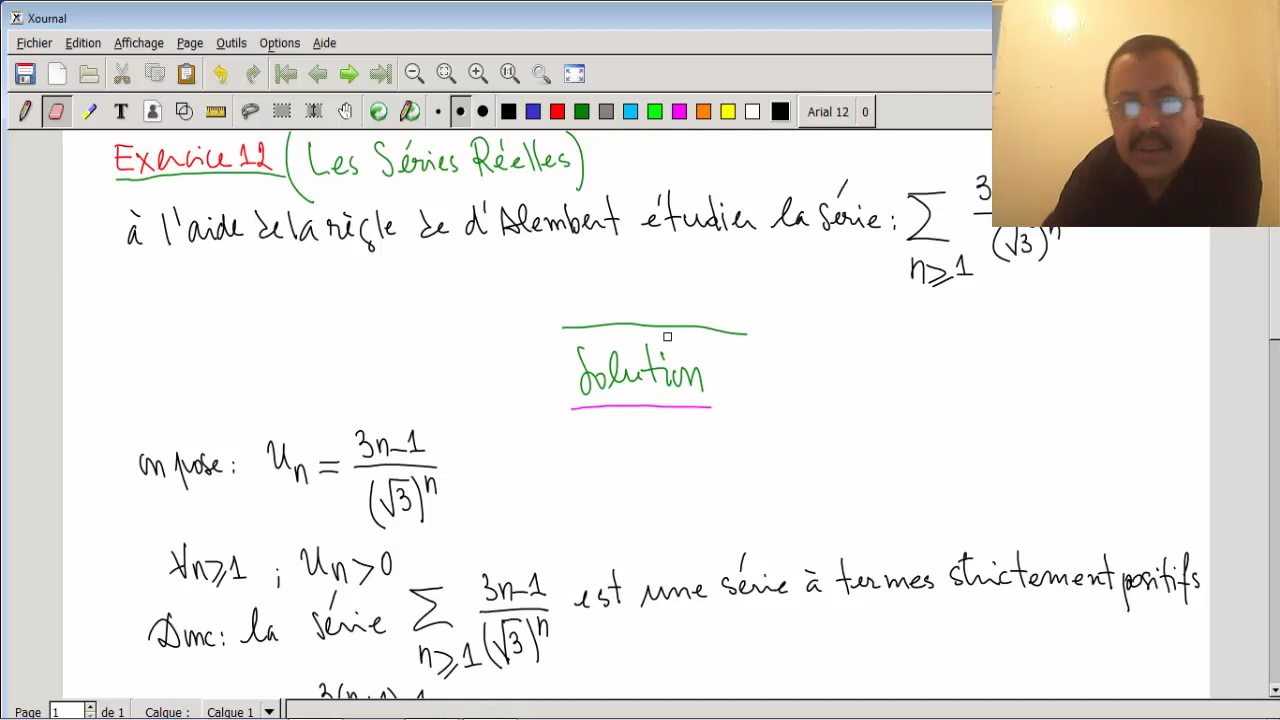 Xournal
Fichier Edition Affichage Page Outils Options Aide
T Arial 12 0
Exercice 12 (Les Séries Réelles)
à l'aide de la règle de d'Alembert étudier la série : ∑ n⩾1 3 (√3)^n
Solution
on pose : Un = 3n-1 / (√3)^n
∀n⩾1 ; Un > 0
Donc : la série ∑ n⩾1 3n-1 / (√3)^n est une série à termes strictement positifs
Page 1 de 1 Calque : Calque 1